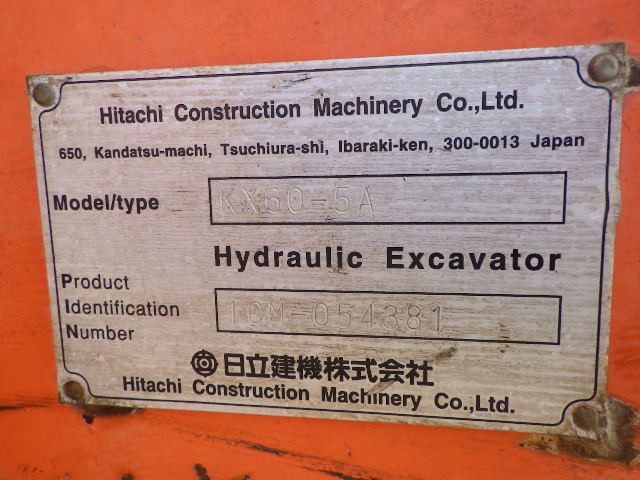 Hitachi Construction Machinery Co.,Ltd.
650, Kandatsu-machi, Tsuchiura-shi, Ibaraki-ken, 300-0013 Japan
Model/type KX60-5A
Hydraulic Excavator
Product
Identification 1CM-054381
Number
日立建機株式会社
Hitachi Construction Machinery Co.,Ltd.